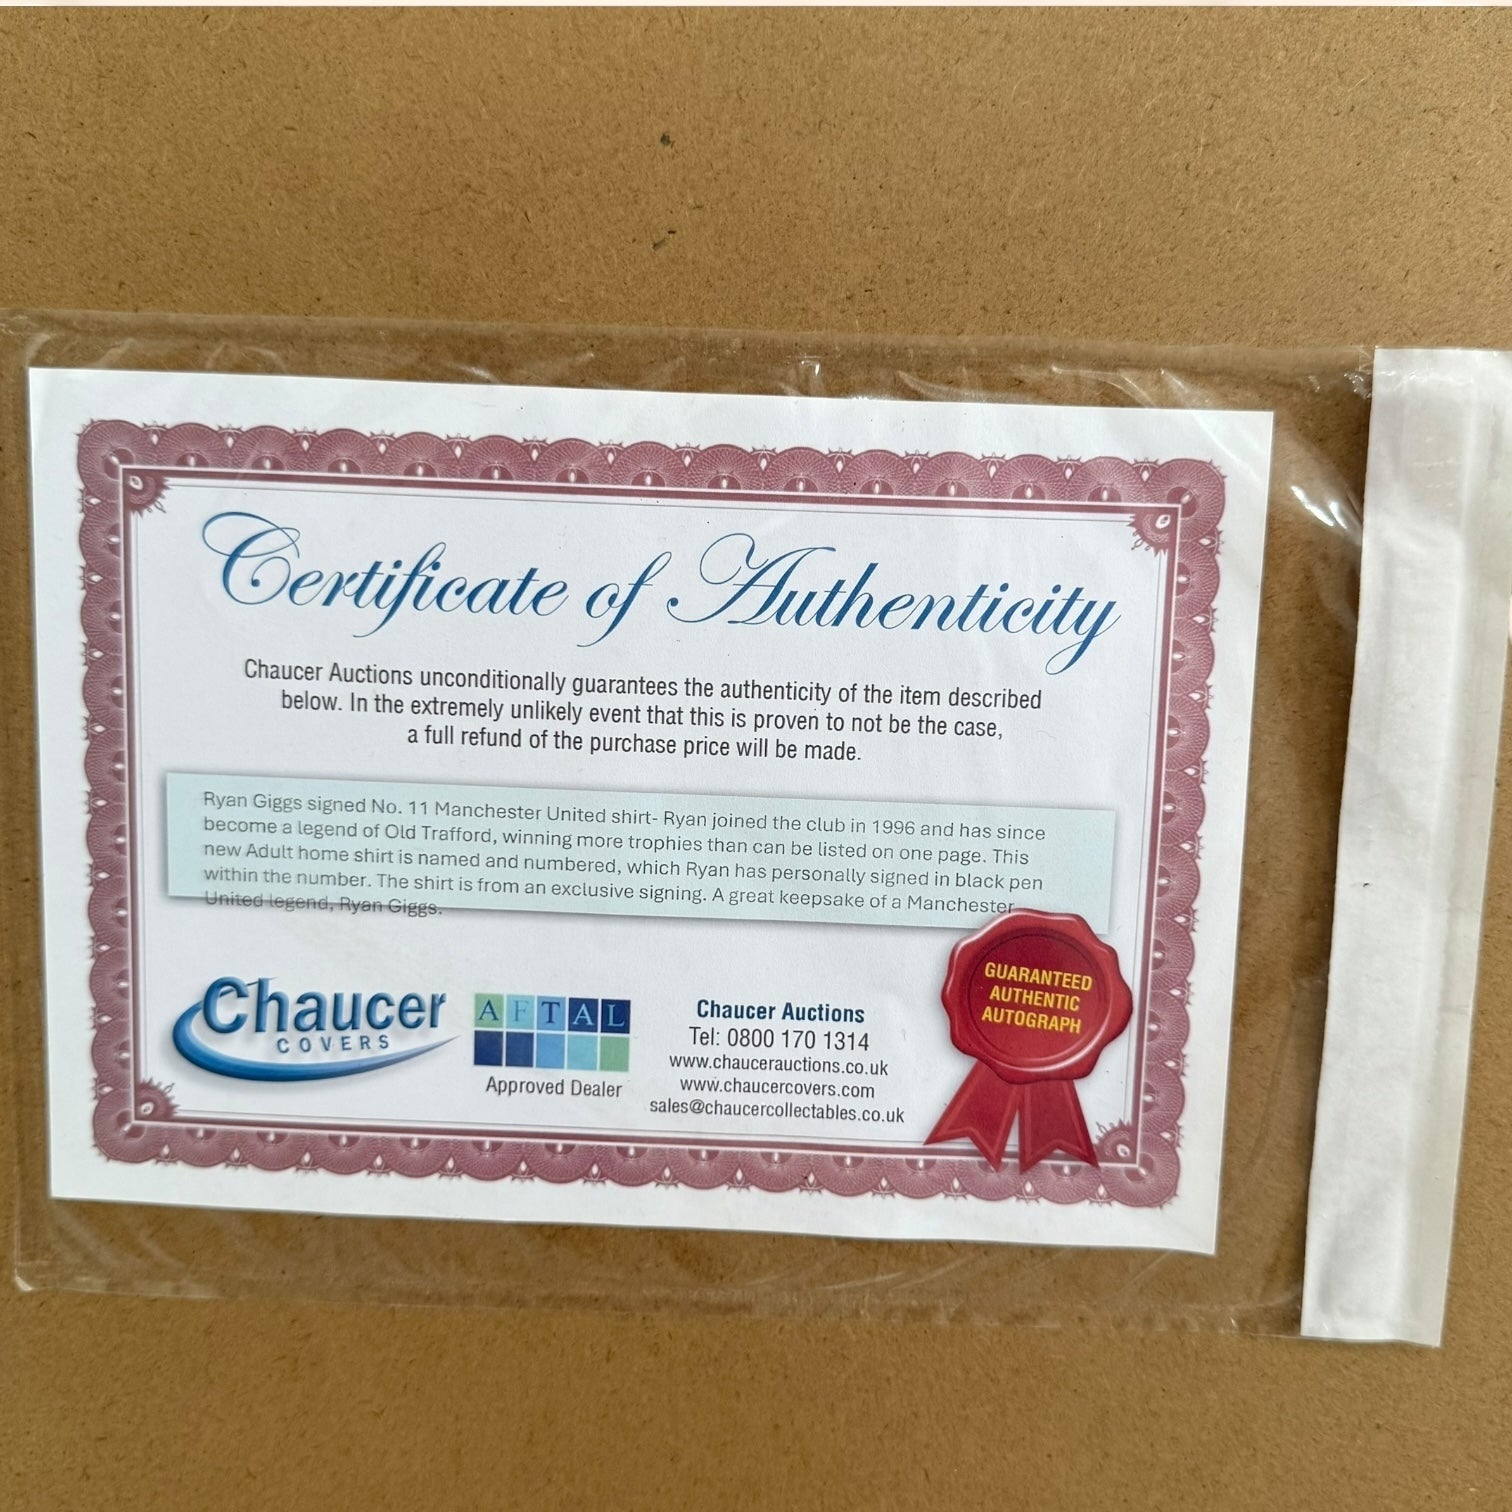 Certificate of Authenticity
Chaucer Auctions unconditionally guarantees the authenticity of the item described
below. In the extremely unlikely event that this is proven to not be the case,
a full refund of the purchase price will be made.
Ryan Giggs signed No. 11 Manchester United shirt- Ryan joined the club in 1996 and has since
become a legend of Old Trafford, winning more trophies than can be listed on one page. This
new Adult home shirt is named and numbered, which Ryan has personally signed in black pen
within the number. The shirt is from an exclusive signing. A great keepsake of a Manchester
United legend, Ryan Giggs.
Chaucer
COVERS
AFTAL
Approved Dealer
Chaucer Auctions
Tel: 0800 170 1314
www.chaucerauctions.co.uk
www.chaucercovers.com
sales@chaucercollectables.co.uk
GUARANTEED
AUTHENTIC
AUTOGRAPH